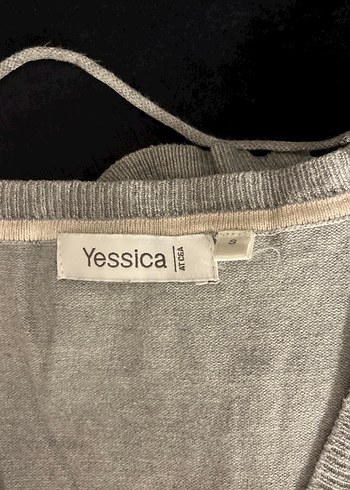 Yessica
AT C&A
S